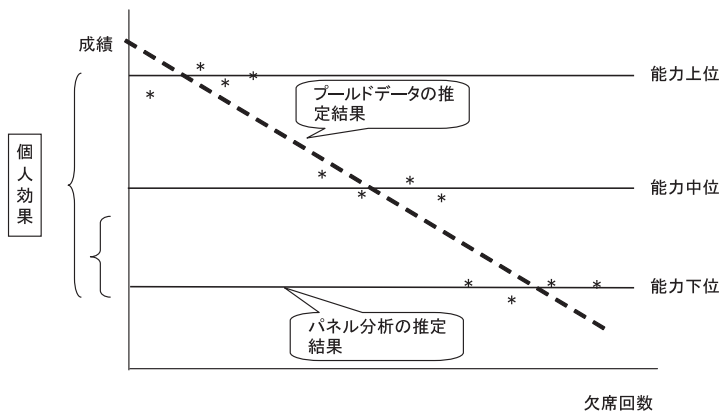 成績
能力上位
プールドデータの推
定結果
個
人
効
果
能力中位
能力下位
パネル分析の推定
結果
欠席回数